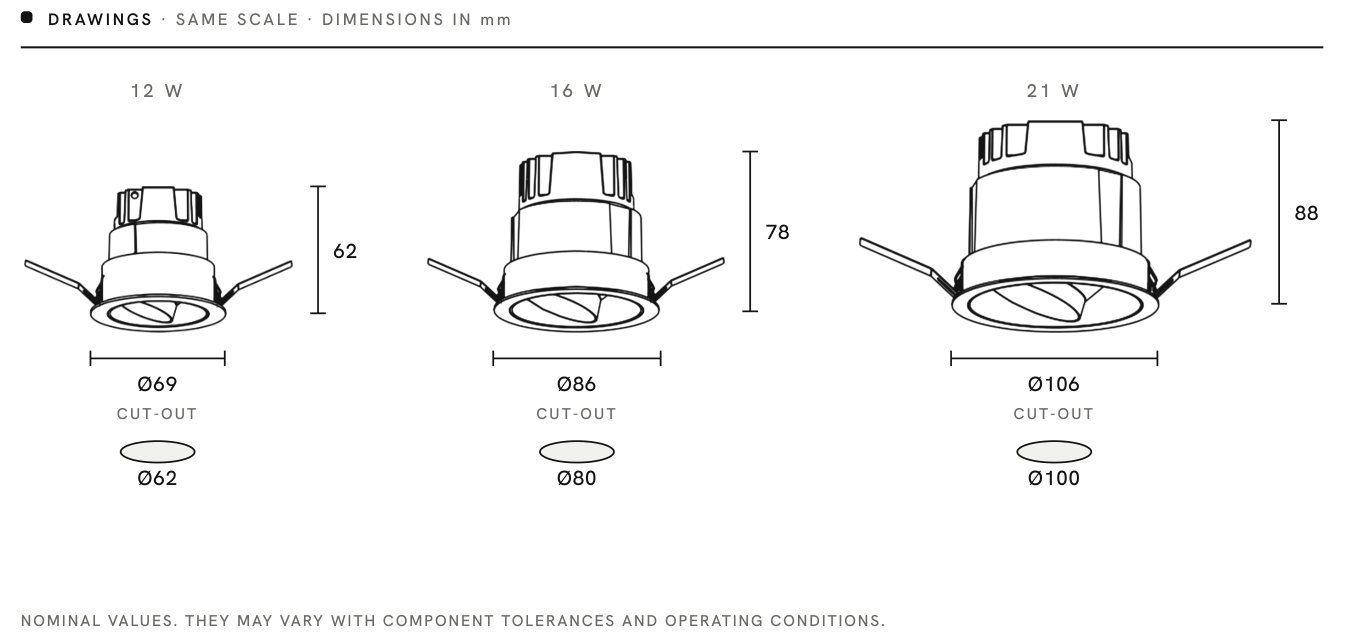 DRAWINGS · SAME SCALE · DIMENSIONS IN mm
12 W
16 W
21 W
62
78
88
Ø69
Ø86
Ø106
CUT-OUT
CUT-OUT
CUT-OUT
Ø62
Ø80
Ø100
NOMINAL VALUES. THEY MAY VARY WITH COMPONENT TOLERANCES AND OPERATING CONDITIONS.